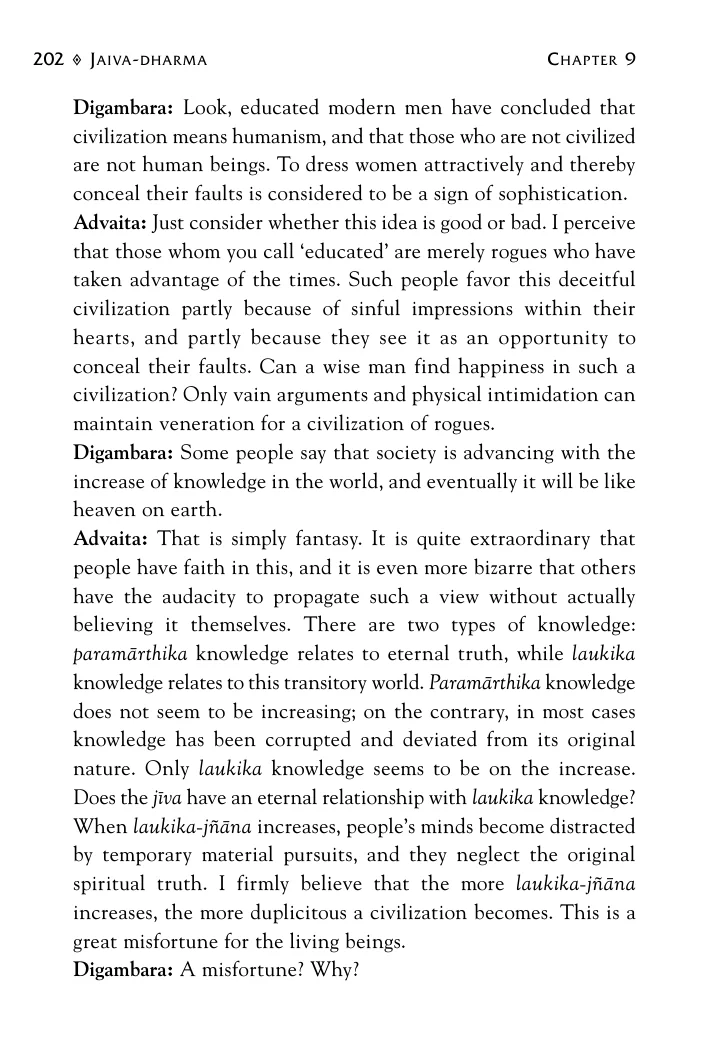 202 ◊ Jaiva-dharma Chapter 9
Digambara: Look, educated modern men have concluded that
civilization means humanism, and that those who are not civilized
are not human beings. To dress women attractively and thereby
conceal their faults is considered to be a sign of sophistication.
Advaita: Just consider whether this idea is good or bad. I perceive
that those whom you call ‘educated’ are merely rogues who have
taken advantage of the times. Such people favor this deceitful
civilization partly because of sinful impressions within their
hearts, and partly because they see it as an opportunity to
conceal their faults. Can a wise man find happiness in such a
civilization? Only vain arguments and physical intimidation can
maintain veneration for a civilization of rogues.
Digambara: Some people say that society is advancing with the
increase of knowledge in the world, and eventually it will be like
heaven on earth.
Advaita: That is simply fantasy. It is quite extraordinary that
people have faith in this, and it is even more bizarre that others
have the audacity to propagate such a view without actually
believing it themselves. There are two types of knowledge:
paramārthika knowledge relates to eternal truth, while laukika
knowledge relates to this transitory world. Paramārthika knowledge
does not seem to be increasing; on the contrary, in most cases
knowledge has been corrupted and deviated from its original
nature. Only laukika knowledge seems to be on the increase.
Does the jīva have an eternal relationship with laukika knowledge?
When laukika-jñāna increases, people’s minds become distracted
by temporary material pursuits, and they neglect the original
spiritual truth. I firmly believe that the more laukika-jñāna
increases, the more duplicitous a civilization becomes. This is a
great misfortune for the living beings.
Digambara: A misfortune? Why?